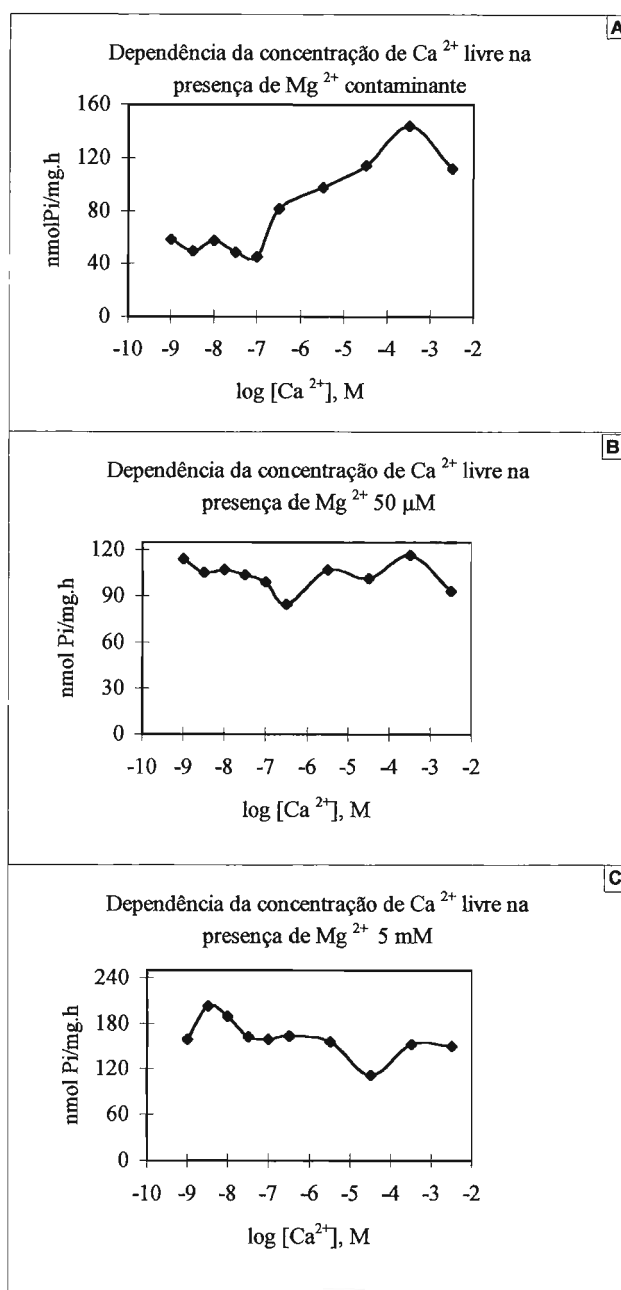 A
Dependência da concentração de Ca 2+ livre na
presença de Mg 2+ contaminante
nmolPi/mg.h
160
120
80
40
0
-10 -9 -8 -7 -6 -5 -4 -3 -2
log [Ca 2+], M
B
Dependência da concentração de Ca 2+ livre na
presença de Mg 2+ 50 μM
nmol Pi/mg.h
120
90
60
30
0
-10 -9 -8 -7 -6 -5 -4 -3 -2
log [Ca 2+], M
C
Dependência da concentração de Ca 2+ livre na
presença de Mg 2+ 5 mM
nmol Pi/mg.h
240
180
120
60
0
-10 -9 -8 -7 -6 -5 -4 -3 -2
log [Ca2+], M